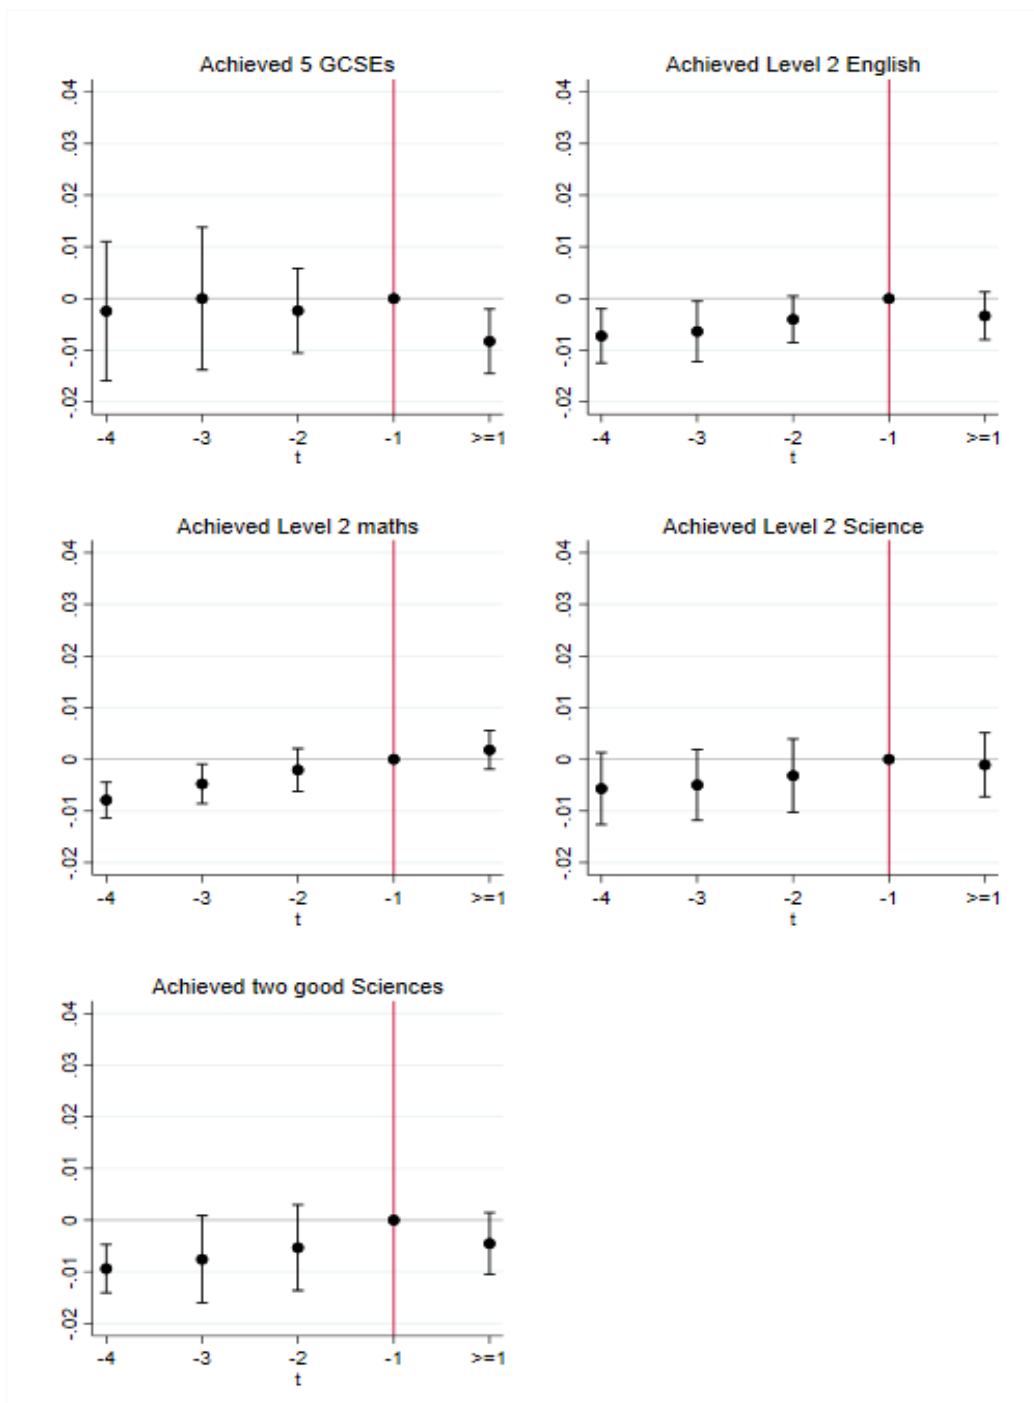 Achieved 5 GCSEs
.04
.03
.02
.01
0
-.01
-.02
-4 -3 -2 -1 >=1
t
Achieved Level 2 English
.04
.03
.02
.01
0
-.01
-.02
-4 -3 -2 -1 >=1
t
Achieved Level 2 maths
.04
.03
.02
.01
0
-.01
-.02
-4 -3 -2 -1 >=1
t
Achieved Level 2 Science
.04
.03
.02
.01
0
-.01
-.02
-4 -3 -2 -1 >=1
t
Achieved two good Sciences
.04
.03
.02
.01
0
-.01
-.02
-4 -3 -2 -1 >=1
t